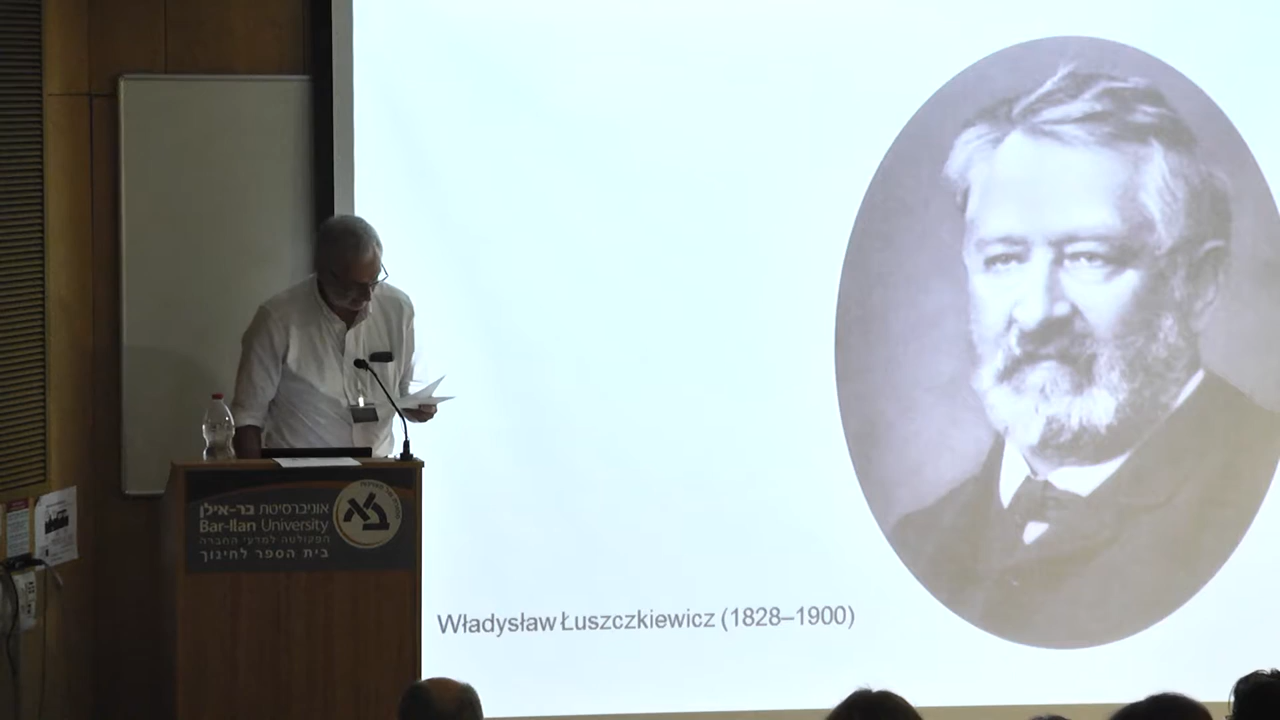 Władysław Łuszczkiewicz (1828–1900)
אוניברסיטת בר-אילן
Bar-Ilan University
הפקולטה למדעי החברה
בית הספר לחינוך